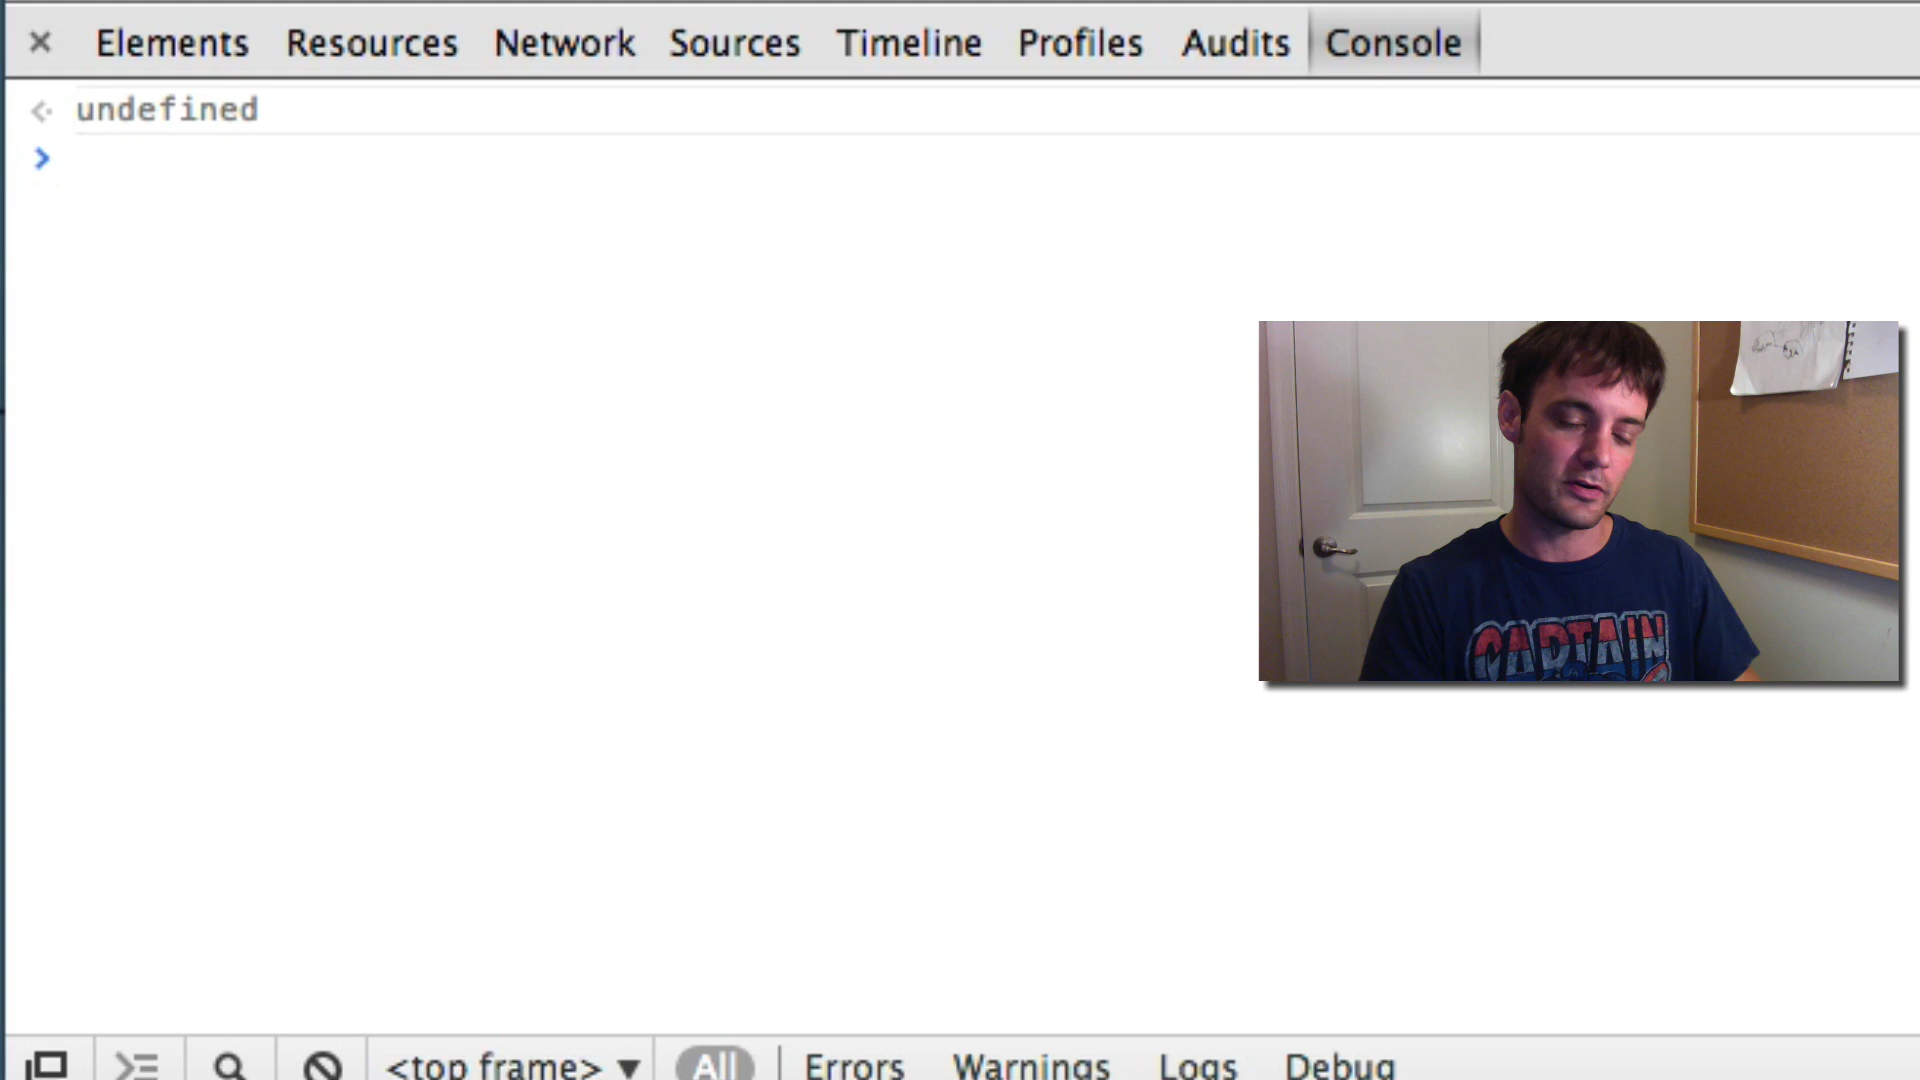 × Elements Resources Network Sources Timeline Profiles Audits Console
undefined
>
CAPTAIN
<top frame> ▼ All Errors Warnings Logs Debug